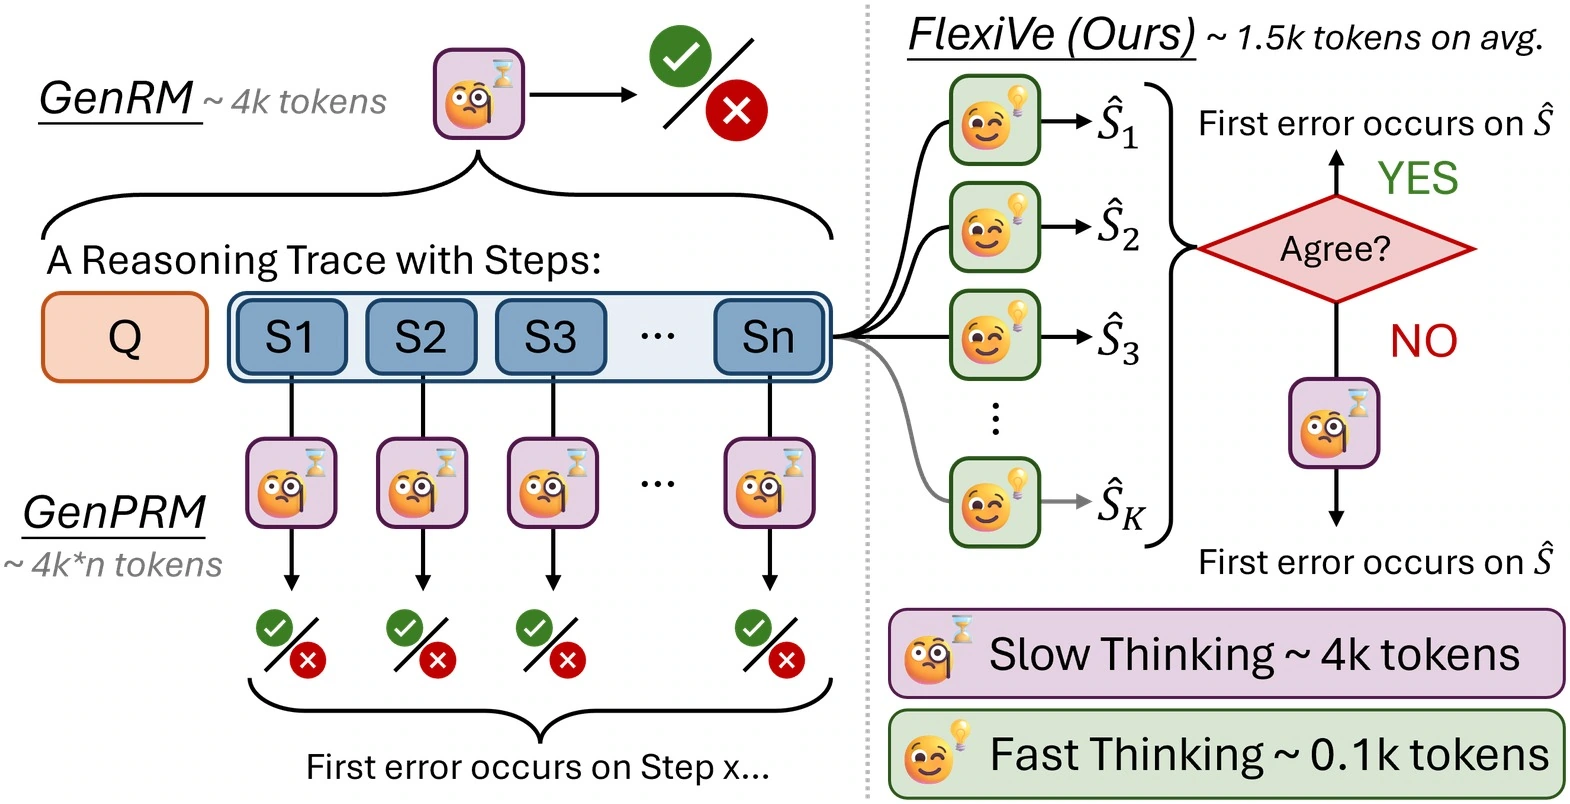 GenRM ~ 4k tokens
A Reasoning Trace with Steps:
Q
S1
S2
S3
...
Sn
GenPRM
~ 4k*n tokens
...
First error occurs on Step x...
FlexiVe (Ours) ~ 1.5k tokens on avg.
Ŝ₁
Ŝ₂
Ŝ₃
⋮
Ŝ_K
First error occurs on Ŝ
YES
Agree?
NO
First error occurs on Ŝ
Slow Thinking ~ 4k tokens
Fast Thinking ~ 0.1k tokens